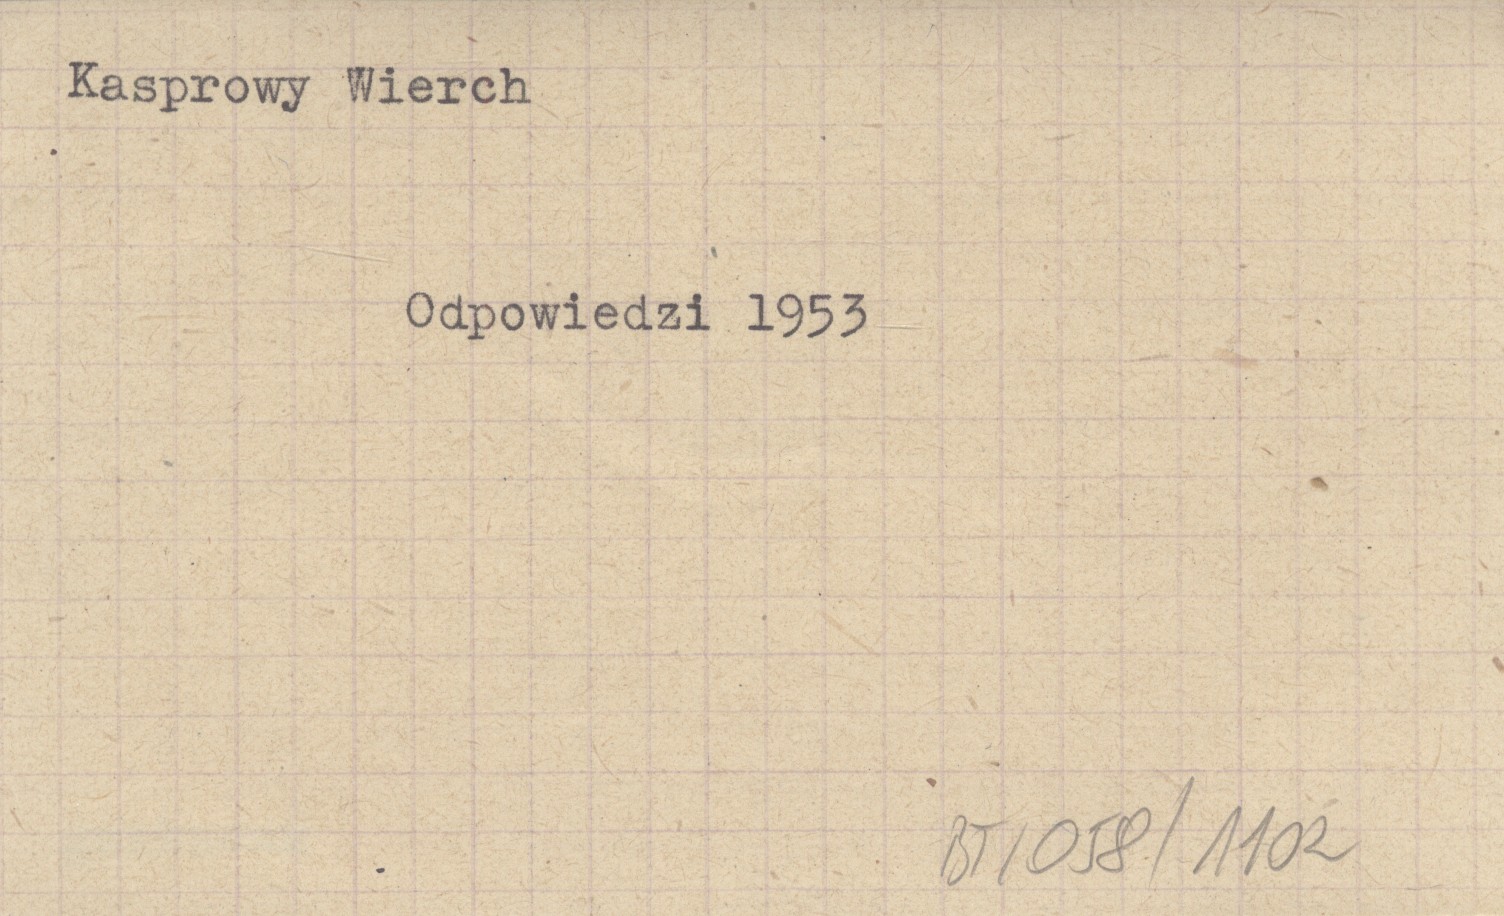 Kasprowy Wierch
Odpowiedzi 1953
BT/058/1102